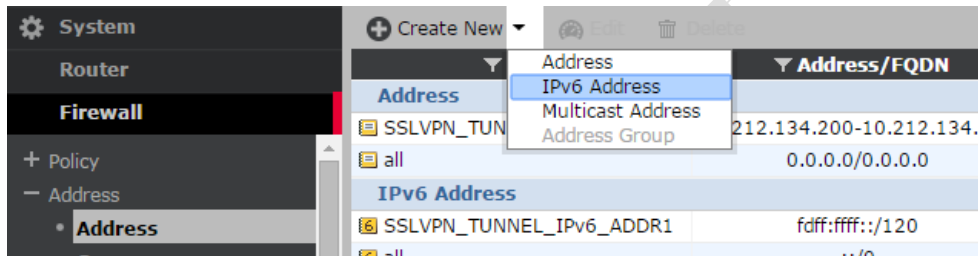 System
Router
Firewall
+ Policy
− Address
Address
Create New Edit Delete
Address
IPv6 Address
Multicast Address
Address Group
Address/FQDN
Address
SSLVPN_TUN 212.134.200-10.212.134.
all 0.0.0.0/0.0.0.0
IPv6 Address
SSLVPN_TUNNEL_IPv6_ADDR1 fdff:ffff::/120
all ::/0